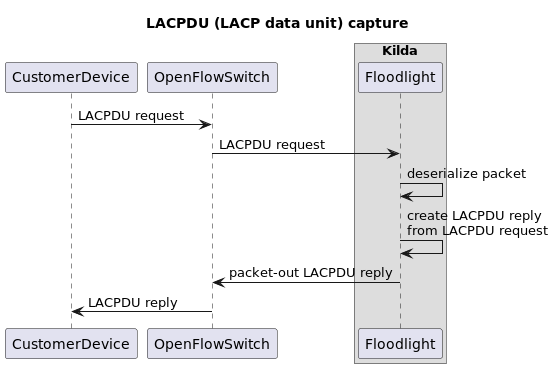 LACPDU (LACP data unit) capture
Kilda
CustomerDevice
OpenFlowSwitch
Floodlight
LACPDU request
LACPDU request
deserialize packet
create LACPDU reply
from LACPDU request
packet-out LACPDU reply
LACPDU reply
CustomerDevice
OpenFlowSwitch
Floodlight